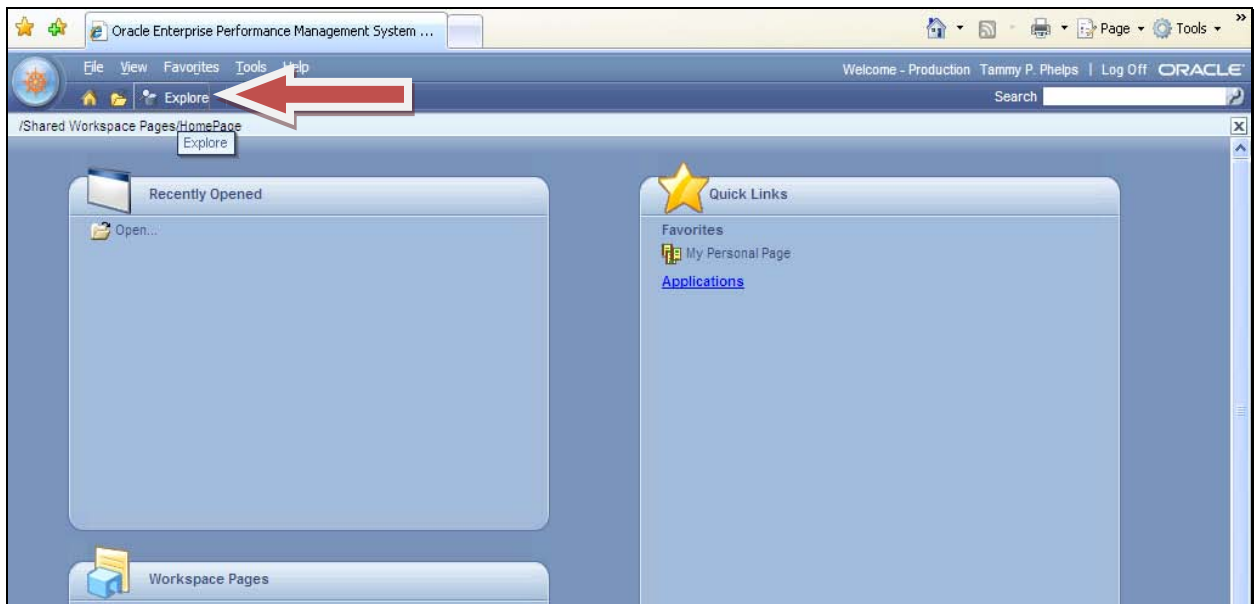 Oracle Enterprise Performance Management System ...
Page
Tools
»
File View Favorites Tools Help
Welcome - Production Tammy P. Phelps | Log Off ORACLE
Explore
Search
/Shared Workspace Pages/HomePage
Explore
Recently Opened
Open...
Quick Links
Favorites
My Personal Page
Applications
Workspace Pages